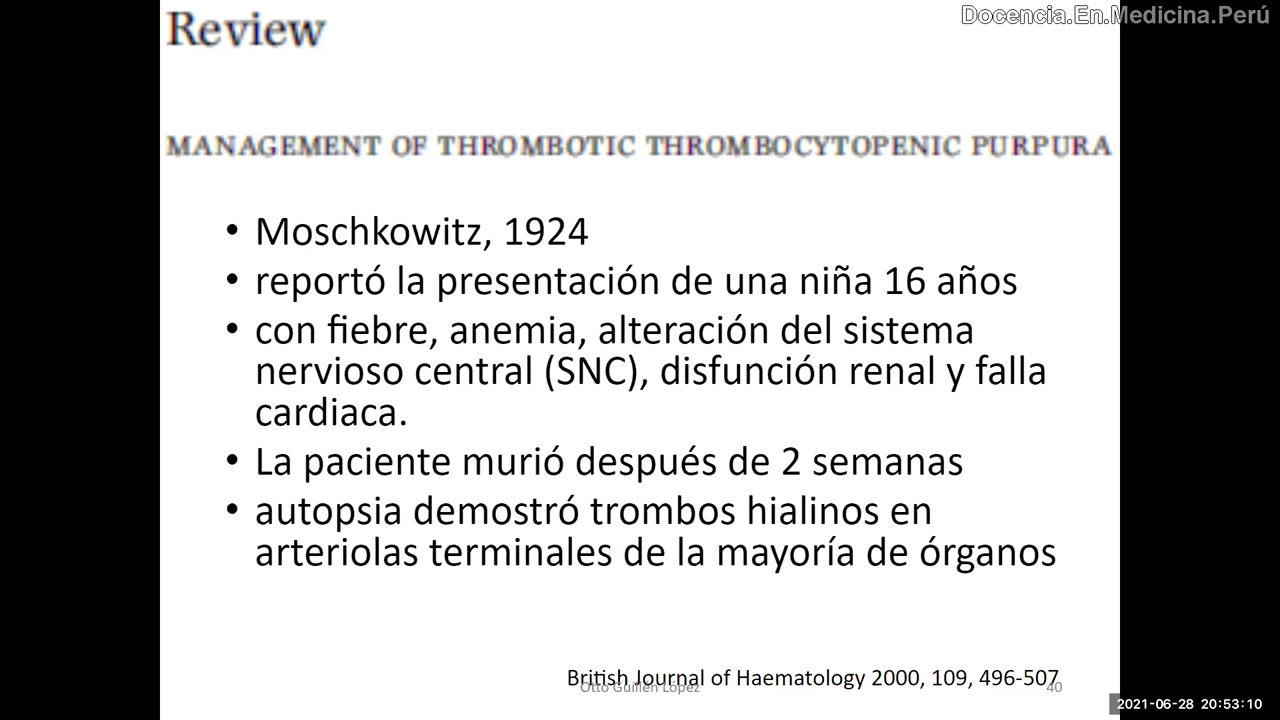 Review
Docencia.En.Medicina.Perú
MANAGEMENT OF THROMBOTIC THROMBOCYTOPENIC PURPURA
• Moschkowitz, 1924
• reportó la presentación de una niña 16 años
• con fiebre, anemia, alteración del sistema
nervioso central (SNC), disfunción renal y falla
cardiaca.
• La paciente murió después de 2 semanas
• autopsia demostró trombos hialinos en
arteriolas terminales de la mayoría de órganos
British Journal of Haematology 2000, 109, 496-507
Otto Guillen López
40
2021-06-28 20:53:10